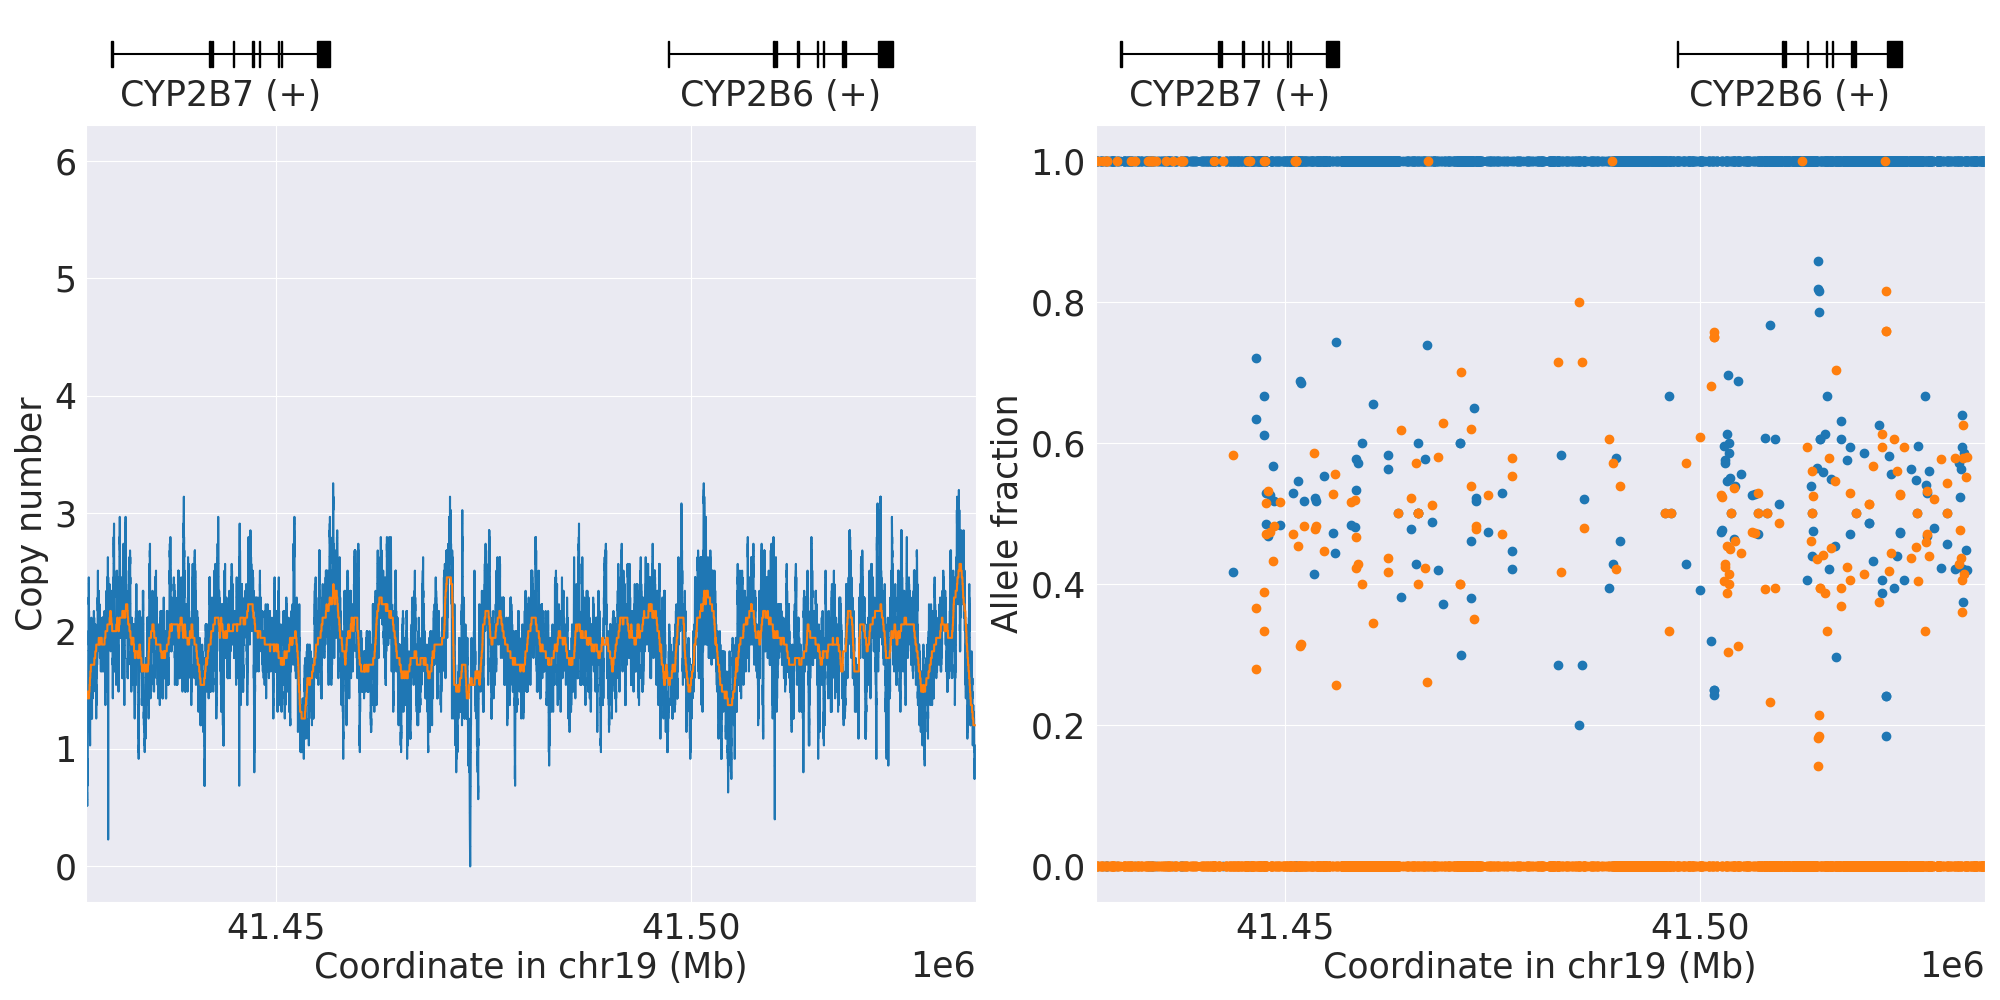 CYP2B7 (+)
CYP2B6 (+)
6
5
4
3
2
1
0
Copy number
41.45
41.50
Coordinate in chr19 (Mb)
1e6
CYP2B7 (+)
CYP2B6 (+)
1.0
0.8
0.6
0.4
0.2
0.0
Allele fraction
41.45
41.50
Coordinate in chr19 (Mb)
1e6